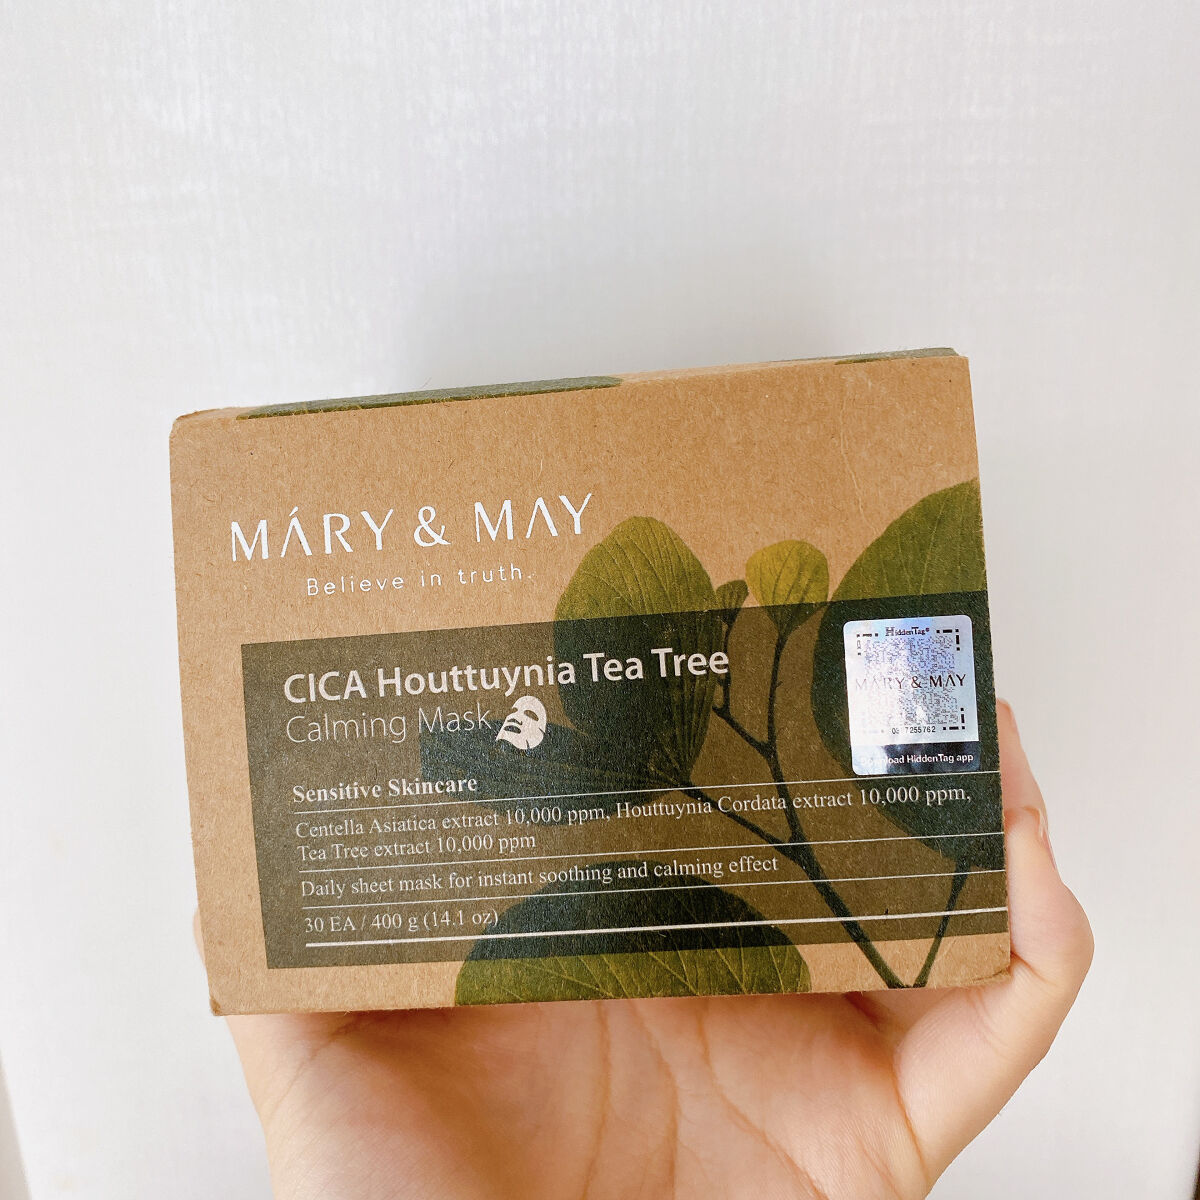 MÁRY & MAY
Believe in truth.
CICA Houttuynia Tea Tree
Calming Mask
Sensitive Skincare
Centella Asiatica extract 10,000 ppm, Houttuynia Cordata extract 10,000 ppm,
Tea Tree extract 10,000 ppm
Daily sheet mask for instant soothing and calming effect
30 EA / 400 g (14.1 oz)
HiddenTag®
MARY & MAY
Download HiddenTag app